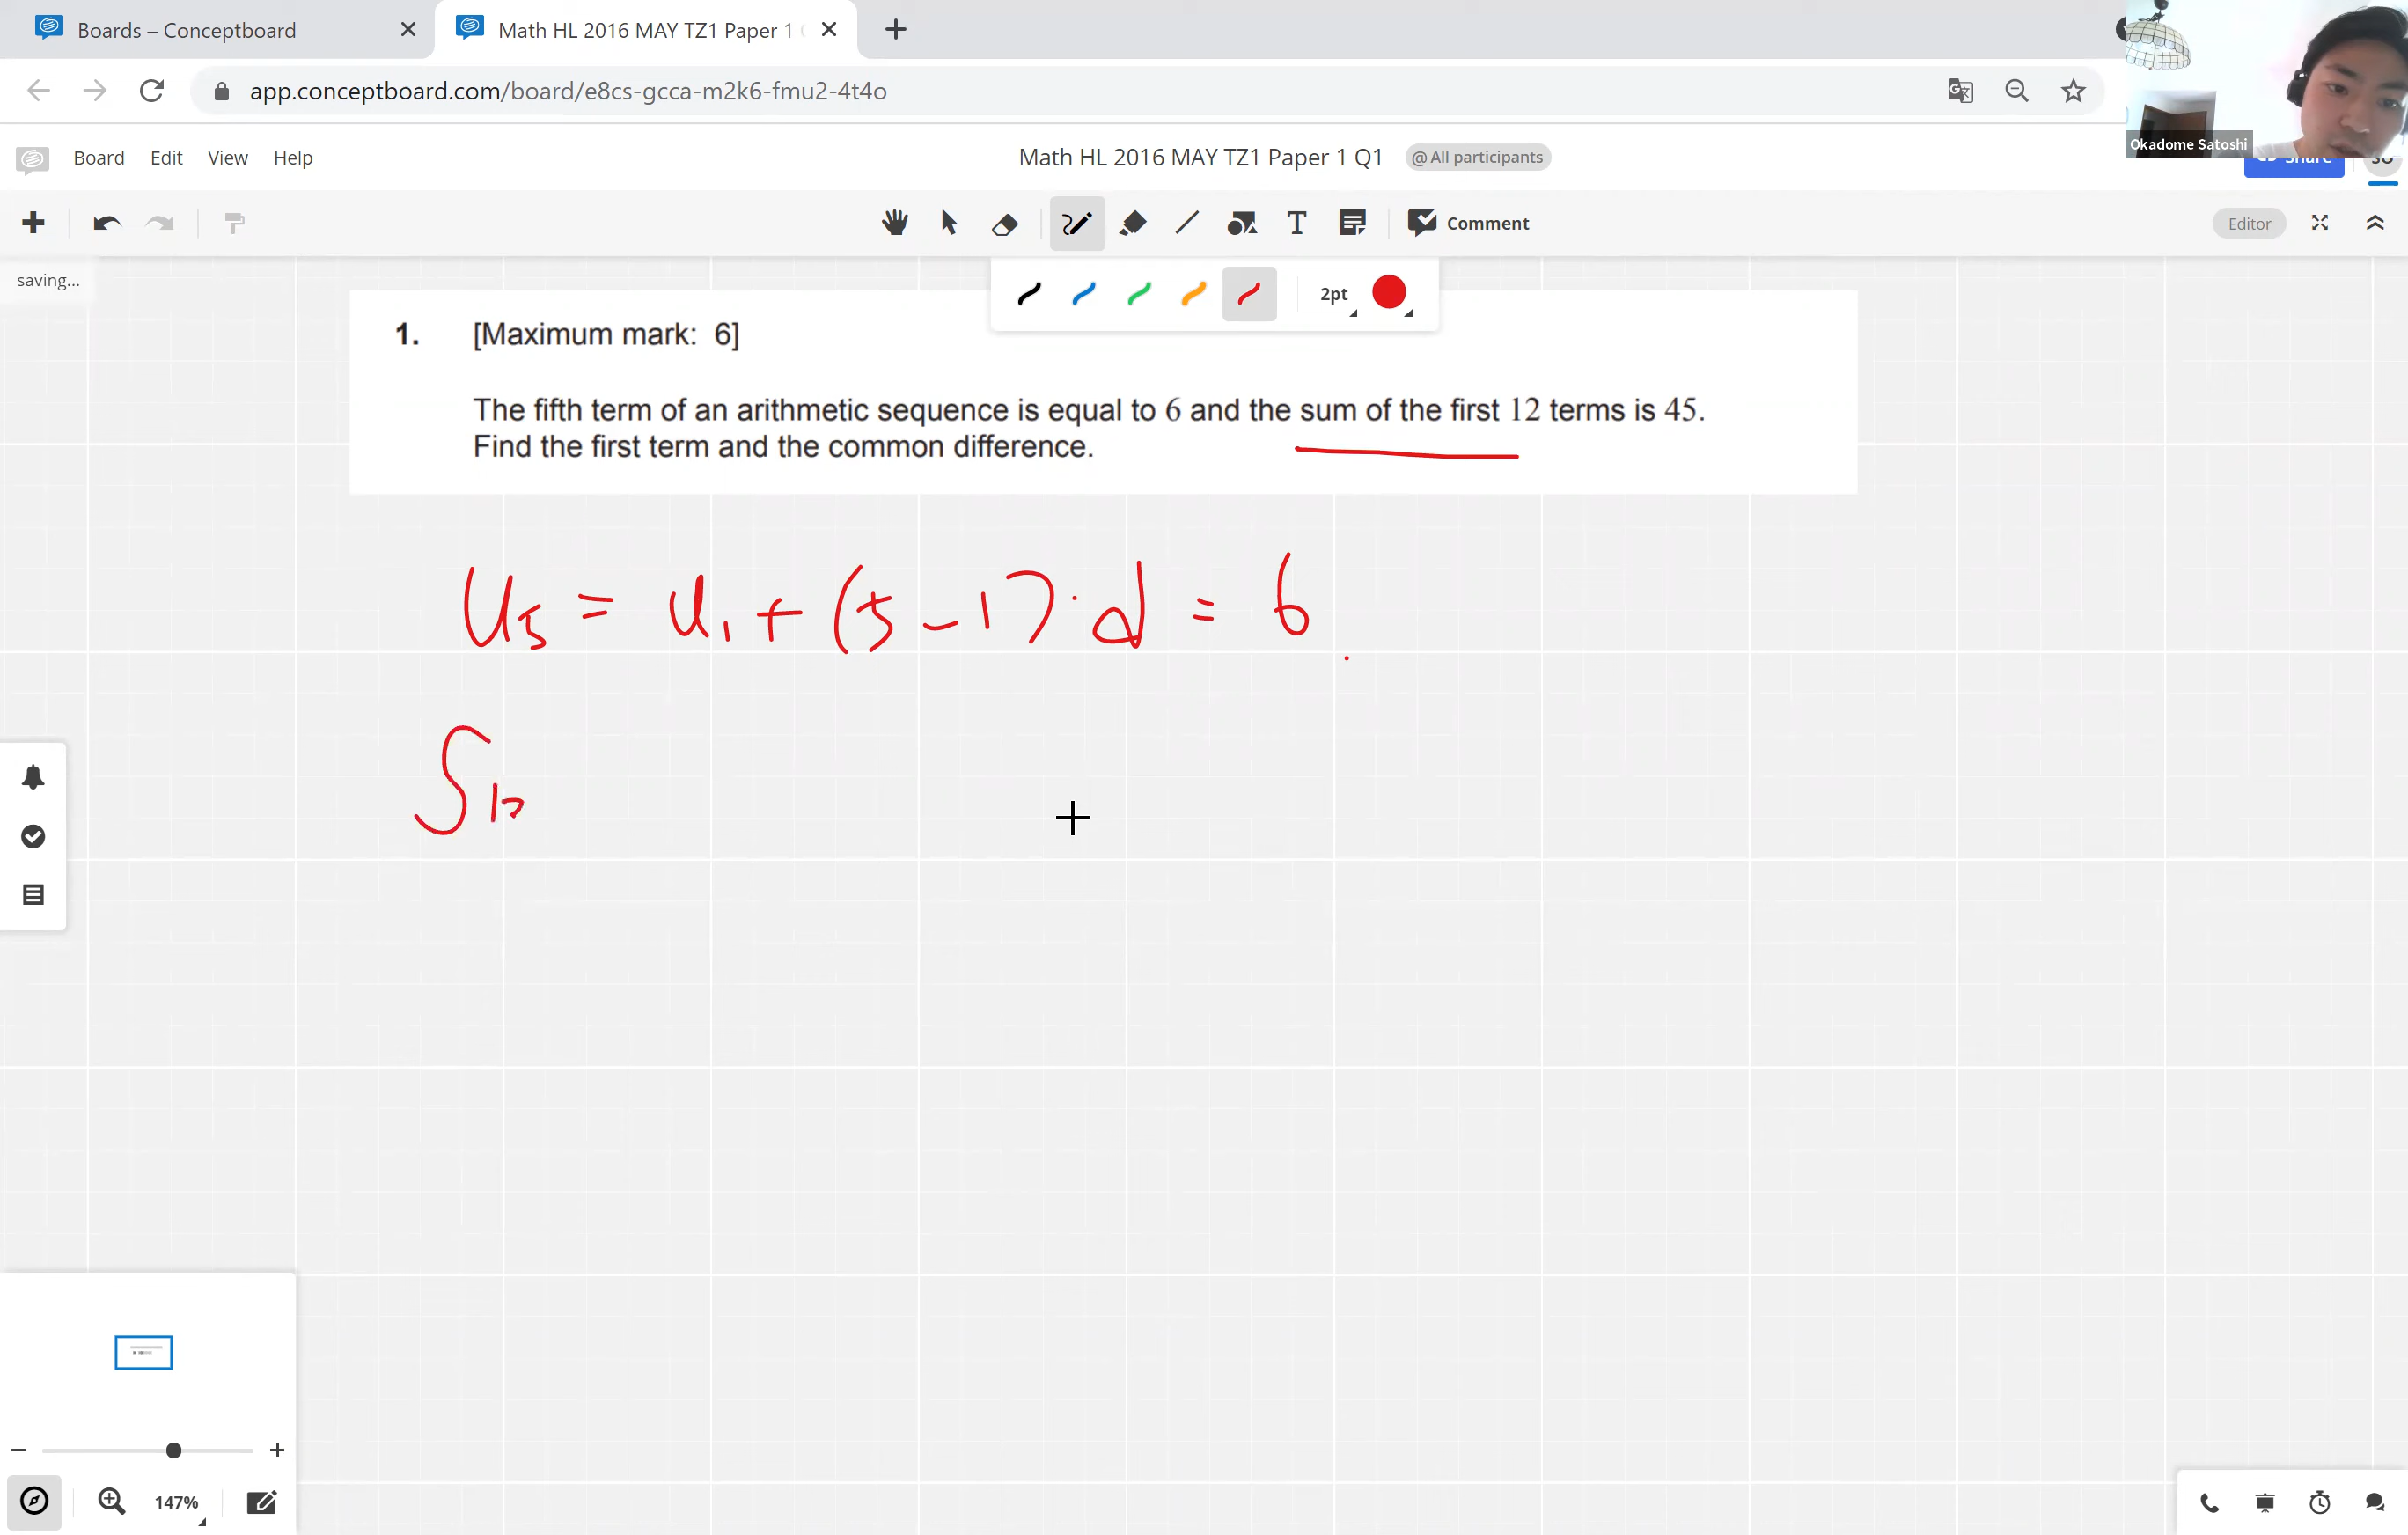 Boards – Conceptboard
Math HL 2016 MAY TZ1 Paper 1
app.conceptboard.com/board/e8cs-gcca-m2k6-fmu2-4t4o
Okadome Satoshi
Board Edit View Help
Math HL 2016 MAY TZ1 Paper 1 Q1
@ All participants
Share
SO
Comment
Editor
saving...
2pt
1. [Maximum mark: 6]
The fifth term of an arithmetic sequence is equal to 6 and the sum of the first 12 terms is 45.
Find the first term and the common difference.
U5 = U1 + (5 - 1) · d = 6
S12
147%